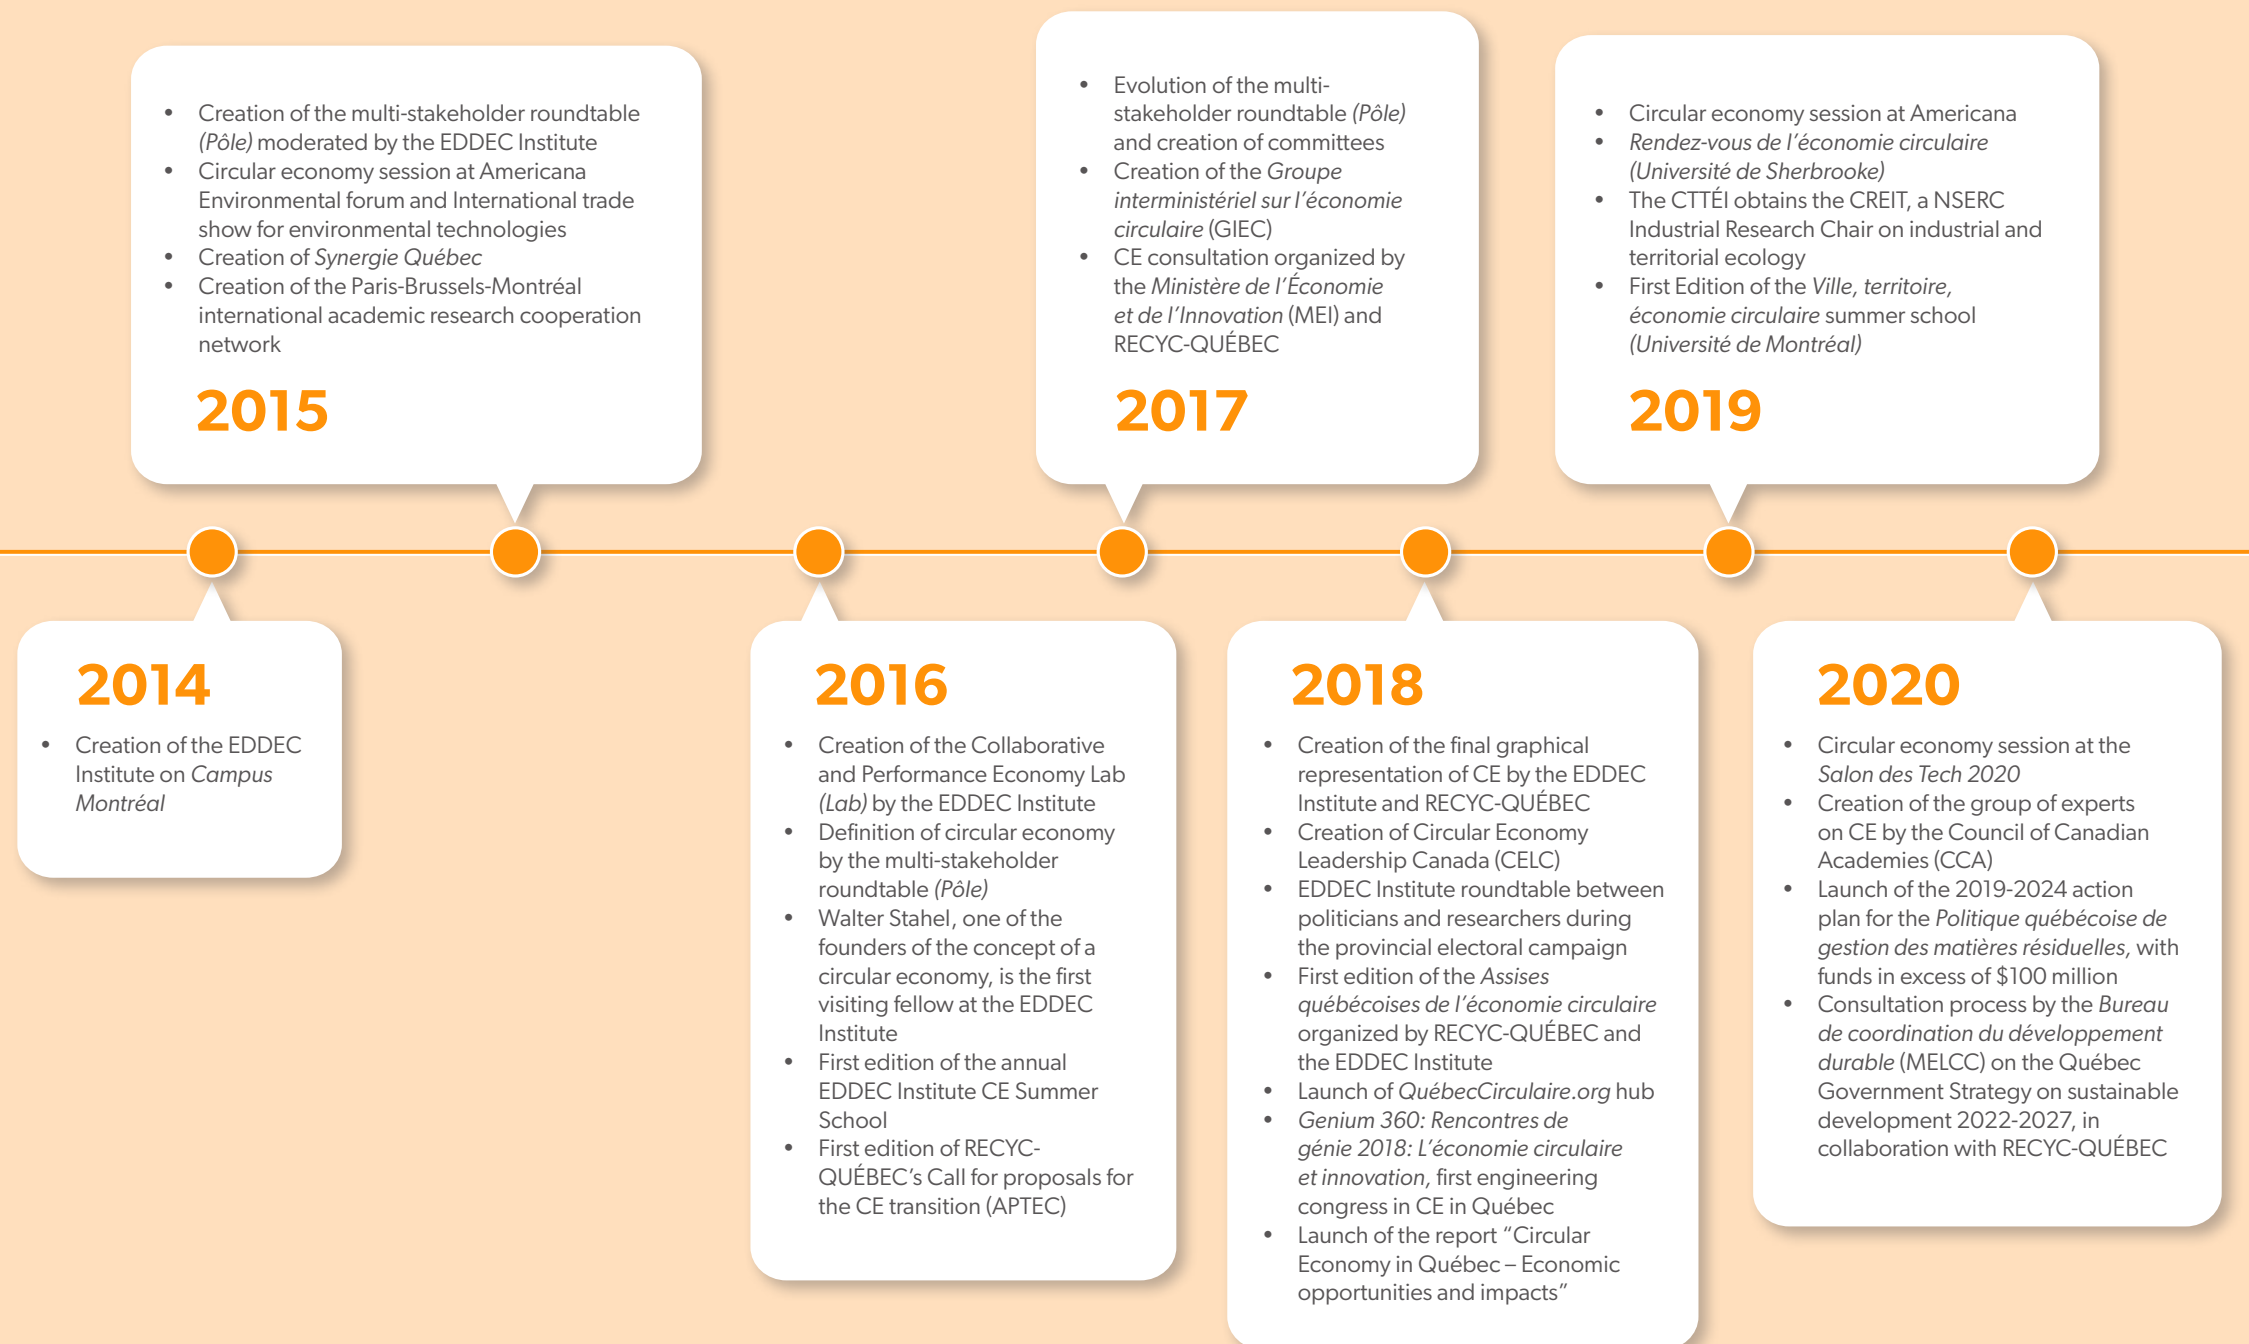 • Creation of the multi-stakeholder roundtable
(Pôle) moderated by the EDDEC Institute
• Circular economy session at Americana
Environmental forum and International trade
show for environmental technologies
• Creation of Synergie Québec
• Creation of the Paris-Brussels-Montréal
international academic research cooperation
network
2015
• Evolution of the multi-
stakeholder roundtable (Pôle)
and creation of committees
• Creation of the Groupe
interministériel sur l’économie
circulaire (GIEC)
• CE consultation organized by
the Ministère de l’Économie
et de l’Innovation (MEI) and
RECYC-QUÉBEC
2017
• Circular economy session at Americana
• Rendez-vous de l’économie circulaire
(Université de Sherbrooke)
• The CTTÉI obtains the CREIT, a NSERC
Industrial Research Chair on industrial and
territorial ecology
• First Edition of the Ville, territoire,
économie circulaire summer school
(Université de Montréal)
2019
2014
• Creation of the EDDEC
Institute on Campus
Montréal
2016
• Creation of the Collaborative
and Performance Economy Lab
(Lab) by the EDDEC Institute
• Definition of circular economy
by the multi-stakeholder
roundtable (Pôle)
• Walter Stahel, one of the
founders of the concept of a
circular economy, is the first
visiting fellow at the EDDEC
Institute
• First edition of the annual
EDDEC Institute CE Summer
School
• First edition of RECYC-
QUÉBEC’s Call for proposals for
the CE transition (APTEC)
2018
• Creation of the final graphical
representation of CE by the EDDEC
Institute and RECYC-QUÉBEC
• Creation of Circular Economy
Leadership Canada (CELC)
• EDDEC Institute roundtable between
politicians and researchers during
the provincial electoral campaign
• First edition of the Assises
québécoises de l’économie circulaire
organized by RECYC-QUÉBEC and
the EDDEC Institute
• Launch of QuébecCirculaire.org hub
• Genium 360: Rencontres de
génie 2018: L’économie circulaire
et innovation, first engineering
congress in CE in Québec
• Launch of the report “Circular
Economy in Québec – Economic
opportunities and impacts”
2020
• Circular economy session at the
Salon des Tech 2020
• Creation of the group of experts
on CE by the Council of Canadian
Academies (CCA)
• Launch of the 2019-2024 action
plan for the Politique québécoise de
gestion des matières résiduelles, with
funds in excess of $100 million
• Consultation process by the Bureau
de coordination du développement
durable (MELCC) on the Québec
Government Strategy on sustainable
development 2022-2027, in
collaboration with RECYC-QUÉBEC